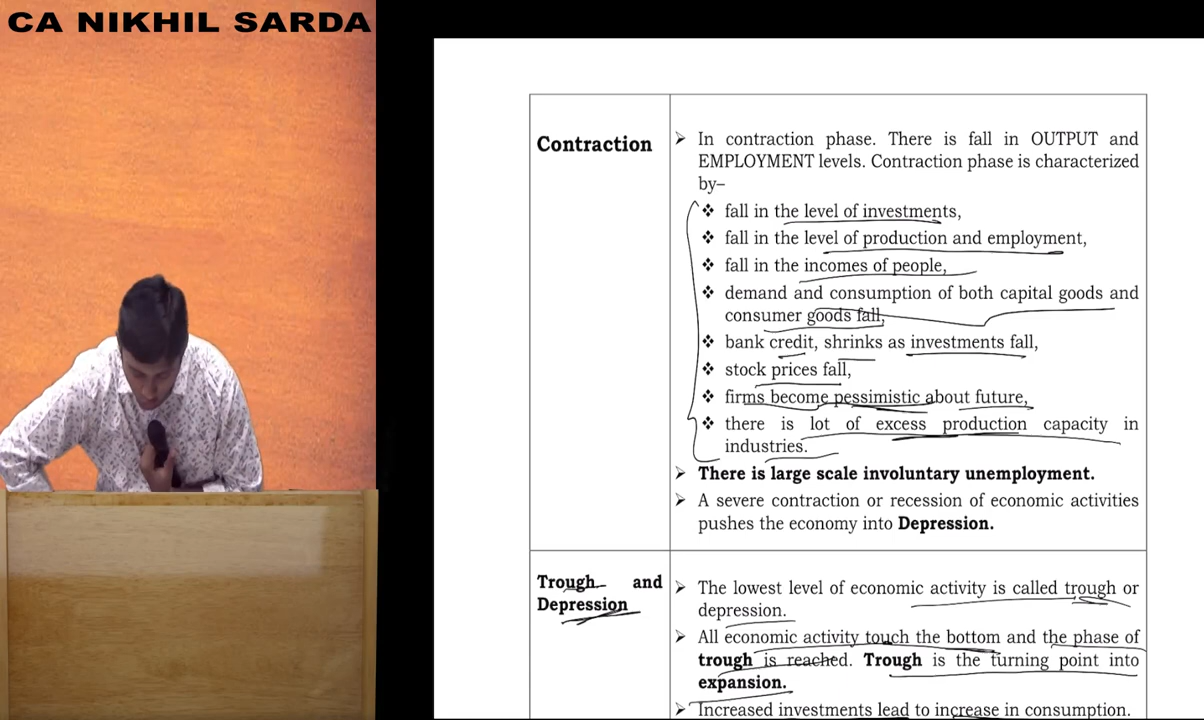 CA NIKHIL SARDA
Contraction
➢ In contraction phase. There is fall in OUTPUT and
EMPLOYMENT levels. Contraction phase is characterized
by–
❖ fall in the level of investments,
❖ fall in the level of production and employment,
❖ fall in the incomes of people,
❖ demand and consumption of both capital goods and
consumer goods fall,
❖ bank credit, shrinks as investments fall,
❖ stock prices fall,
❖ firms become pessimistic about future,
❖ there is lot of excess production capacity in
industries.
➢ There is large scale involuntary unemployment.
➢ A severe contraction or recession of economic activities
pushes the economy into Depression.
Trough and
Depression
➢ The lowest level of economic activity is called trough or
depression.
➢ All economic activity touch the bottom and the phase of
trough is reached. Trough is the turning point into
expansion.
➢ Increased investments lead to increase in consumption.